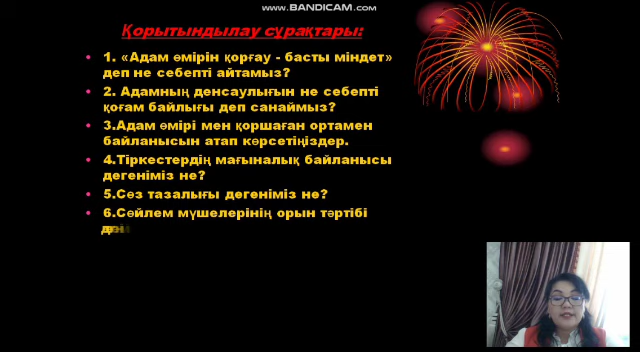 WWW.BANDICAM.COM
Қорытындылау сұрақтары:
1. «Адам өмірін қорғау - басты міндет»
деп не себепті айтамыз?
2. Адамның денсаулығын не себепті
қоғам байлығы деп санаймыз?
3.Адам өмірі мен қоршаған ортамен
байланысын атап көрсетіңіздер.
4.Тіркестердің мағыналық байланысы
дегеніміз не?
5.Сөз тазалығы дегеніміз не?
6.Сөйлем мүшелерінің орын тәртібі